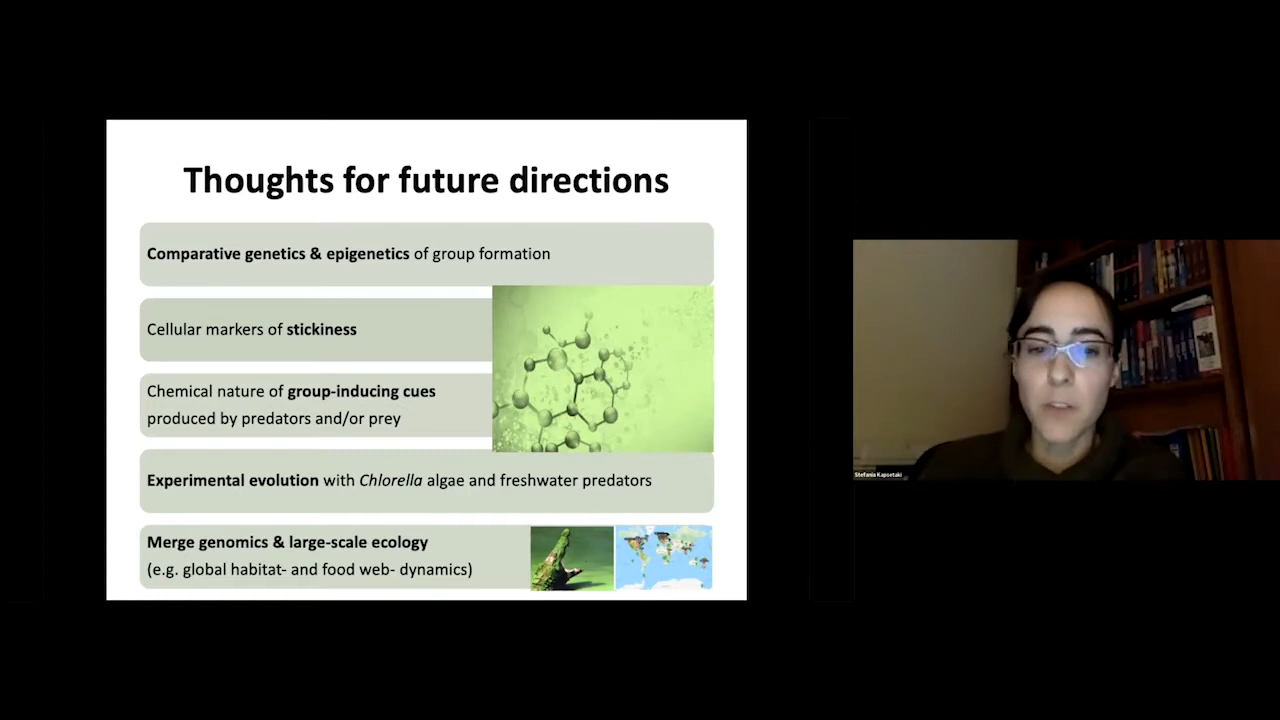 Thoughts for future directions
Comparative genetics & epigenetics of group formation
Cellular markers of stickiness
Chemical nature of group-inducing cues
produced by predators and/or prey
Experimental evolution with Chlorella algae and freshwater predators
Merge genomics & large-scale ecology
(e.g. global habitat- and food web- dynamics)
Stefania Kapsetaki